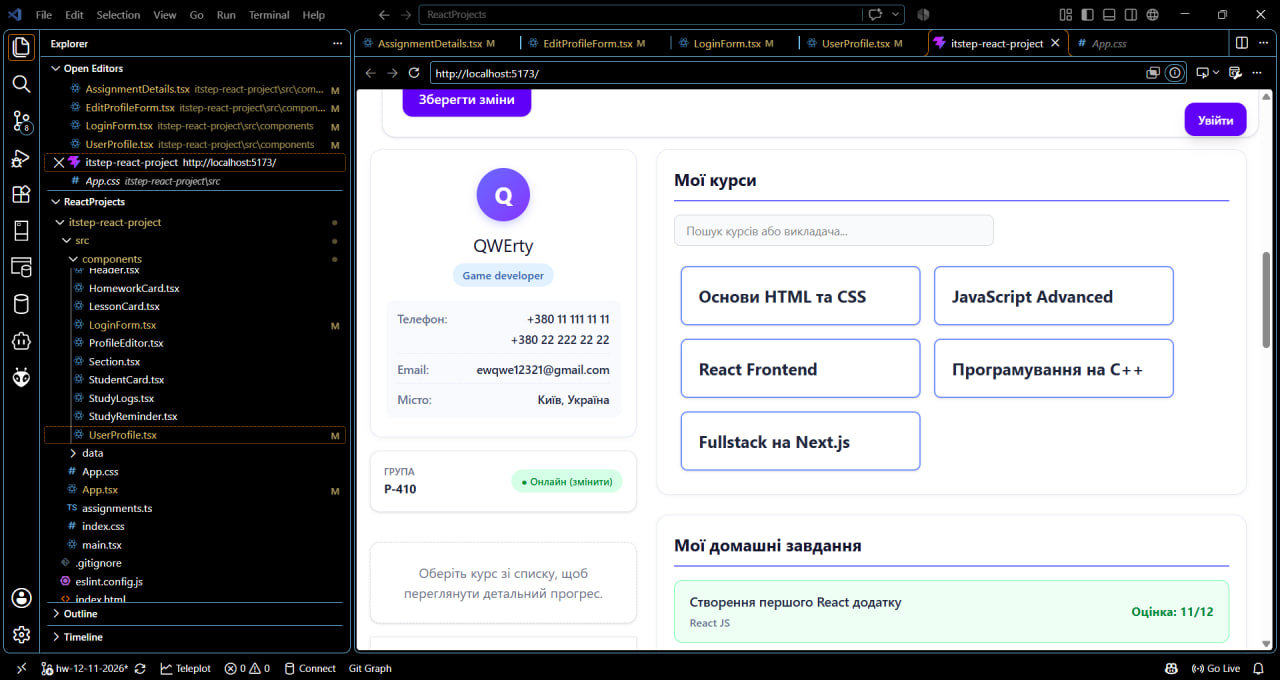 File Edit Selection View Go Run Terminal Help
ReactProjects
Explorer
Open Editors
AssignmentDetails.tsx itstep-react-project\src\com... M
EditProfileForm.tsx itstep-react-project\src\compon... M
LoginForm.tsx itstep-react-project\src\components M
UserProfile.tsx itstep-react-project\src\components M
itstep-react-project http://localhost:5173/
App.css itstep-react-project\src
ReactProjects
itstep-react-project
src
components
Header.tsx
HomeworkCard.tsx
LessonCard.tsx
LoginForm.tsx M
ProfileEditor.tsx
Section.tsx
StudentCard.tsx
StudyLogs.tsx
StudyReminder.tsx
UserProfile.tsx M
data
App.css
App.tsx M
TS assignments.ts
index.css
main.tsx
.gitignore
eslint.config.js
index.html
Outline
Timeline
8
AssignmentDetails.tsx M EditProfileForm.tsx M LoginForm.tsx M UserProfile.tsx M itstep-react-project App.css
http://localhost:5173/
Зберегти зміни
Увійти
Q
QWErty
Game developer
Телефон: +380 11 111 11 11
+380 22 222 22 22
Email: ewqwe12321@gmail.com
Місто: Київ, Україна
ГРУПА
P-410
● Онлайн (змінити)
Оберіть курс зі списку, щоб
переглянути детальний прогрес.
Мої курси
Пошук курсів або викладача...
Основи HTML та CSS
JavaScript Advanced
React Frontend
Програмування на C++
Fullstack на Next.js
Мої домашні завдання
Створення першого React додатку
React JS
Оцінка: 11/12
hw-12-11-2026* Teleplot 0 0 Connect Git Graph Go Live